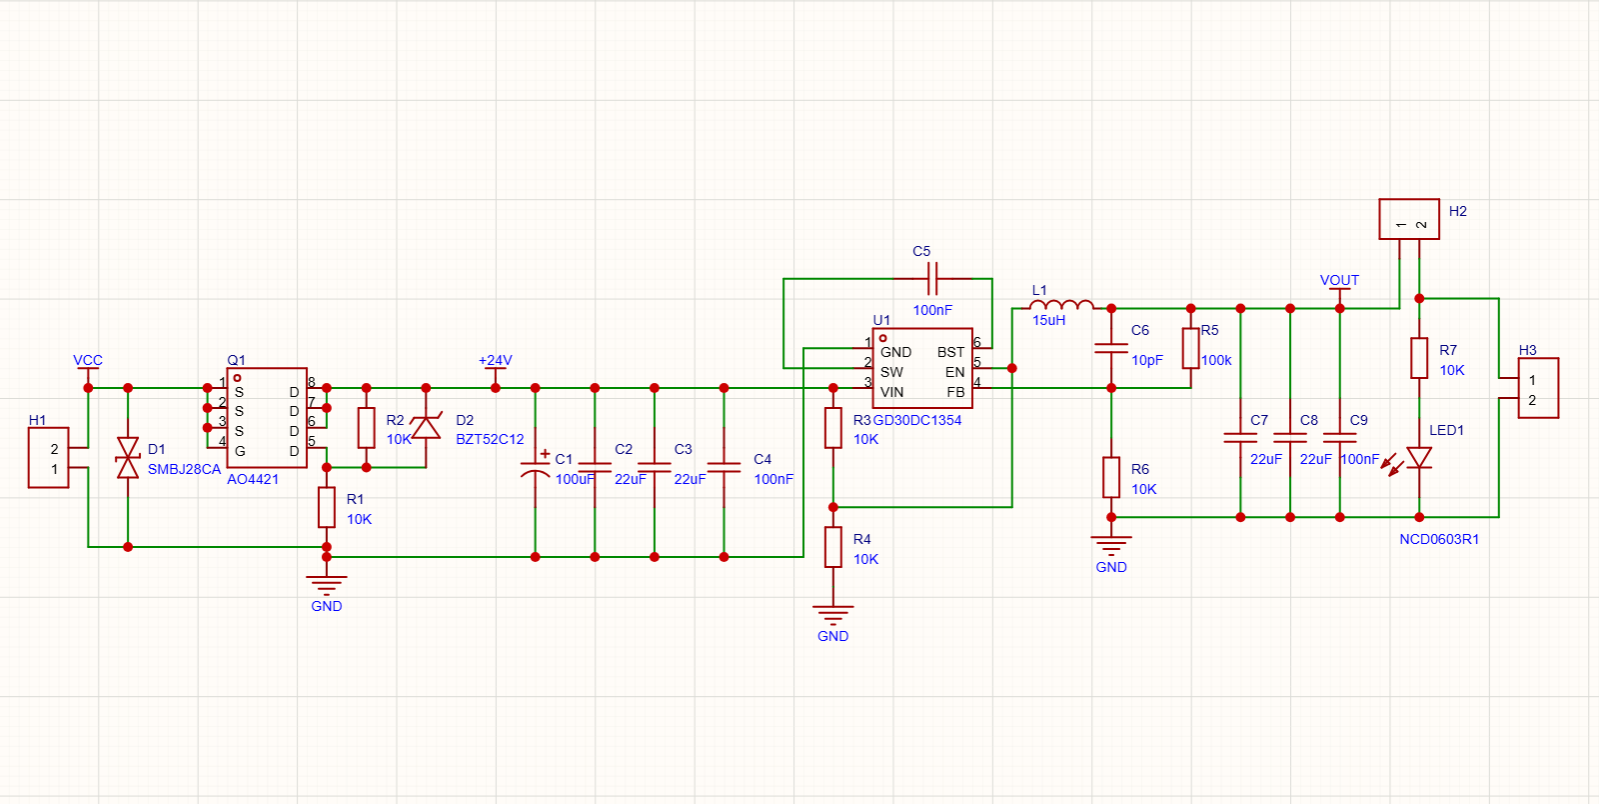 VCC
H1
2
1
D1
SMBJ28CA
Q1
1
S
2
S
3
S
4
G
8
D
7
D
6
D
5
D
AO4421
R1
10K
GND
R2
10K
D2
BZT52C12
+24V
+
C1
100uF
C2
22uF
C3
22uF
C4
100nF
C5
100nF
U1
1
GND
2
SW
3
VIN
6
BST
5
EN
4
FB
GD30DC1354
R3
10K
R4
10K
GND
L1
15uH
C6
10pF
R5
100k
R6
10K
GND
C7
22uF
C8
22uF
C9
100nF
VOUT
H2
1
2
R7
10K
LED1
NCD0603R1
H3
1
2